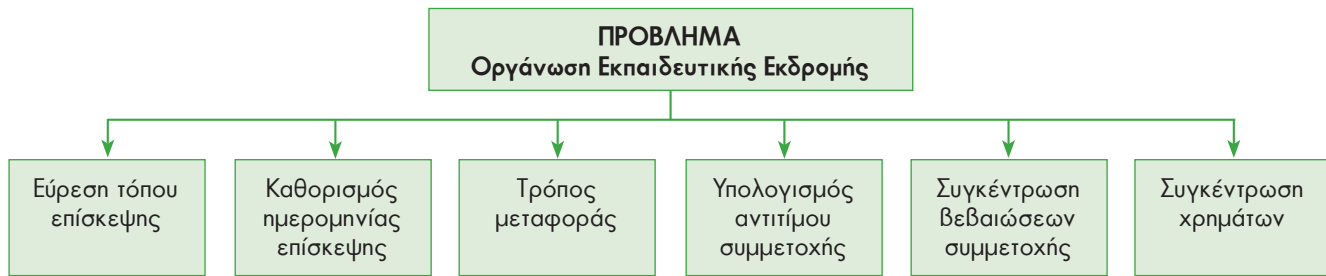 ΠΡΟΒΛΗΜΑ
Οργάνωση Εκπαιδευτικής Εκδρομής
Εύρεση τόπου
επίσκεψης
Καθορισμός
ημερομηνίας
επίσκεψης
Τρόπος
μεταφοράς
Υπολογισμός
αντιτίμου
συμμετοχής
Συγκέντρωση
βεβαιώσεων
συμμετοχής
Συγκέντρωση
χρημάτων